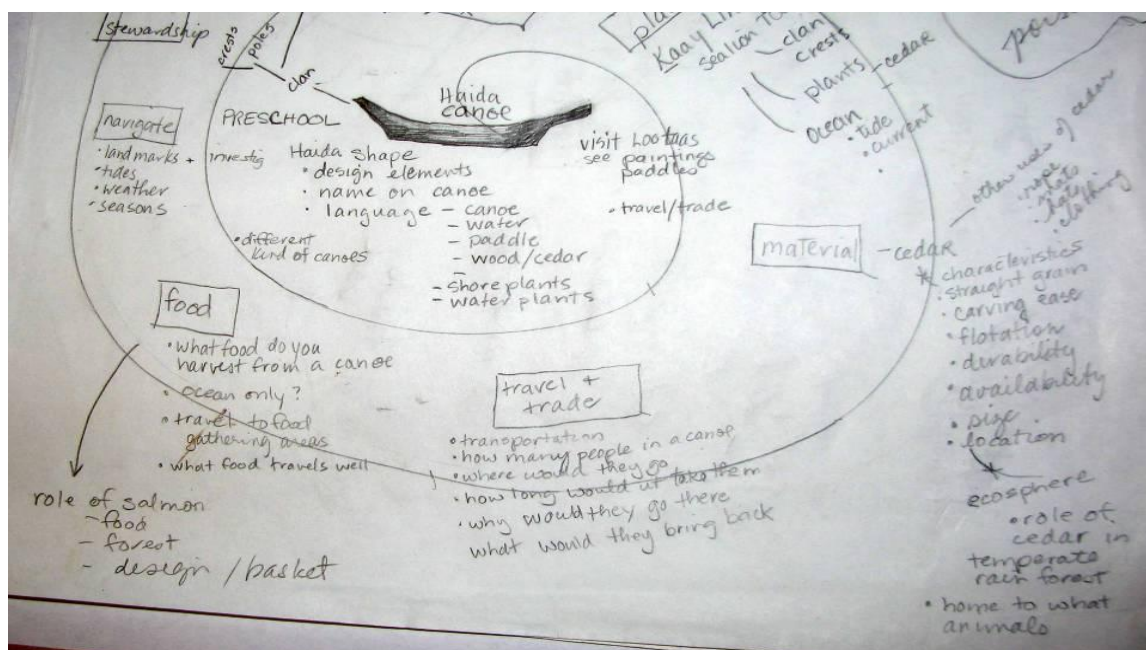 stewardship
crests
poles
clan
Haida
canoe
navigate
• landmarks +
• tides
• weather
• seasons
PRESCHOOL
investig
Haida shape
• design elements
• name on canoe
• language - canoe
- water
- paddle
- wood/cedar
-
- shore plants
- water plants
• different
kind of canoes
visit Lootaas
see paintings
paddles
• travel/trade
Kaay
Sealion
clan
crests
plants - cedar
ocean
• tide
• current
•
material - cedar
other uses of cedar
• rope
• mats
• hats
• clothing
* characteristics
• straight grain
• carving ease
• flotation
• durability
• availability
• size
• location
*
ecosphere
• role of
cedar in
temperate
rain forest
• home to what
animals
food
• what food do you
harvest from a canoe
• ocean only?
• travel to food
gathering areas
• what food travels well
role of salmon
- food
- forest
- design / basket
travel +
trade
• transportation
• how many people in a canoe
• where would they go
• how long would it take them
• why would they go there
what would they bring back